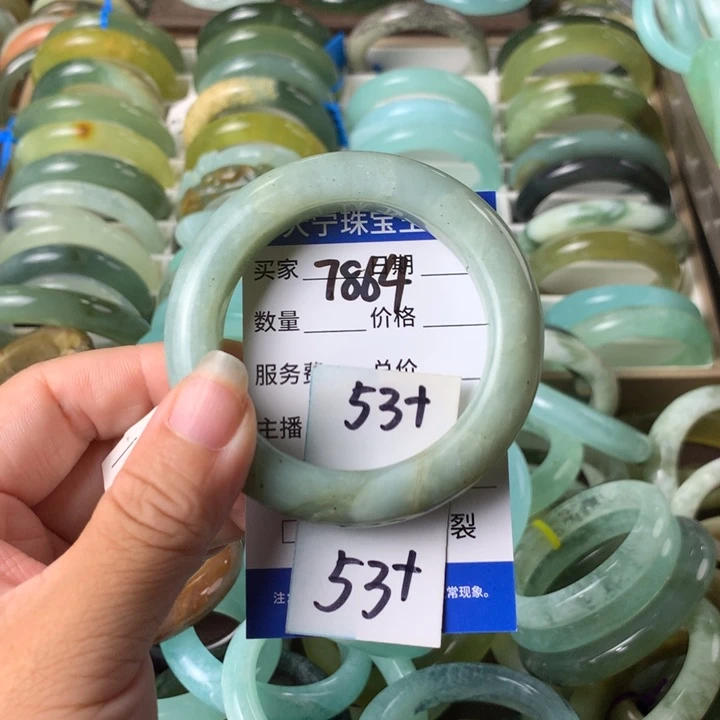 宁珠宝
买家 7864 日期
数量 价格
服务费 总价
主播 53+
裂
53+
注 常现象。